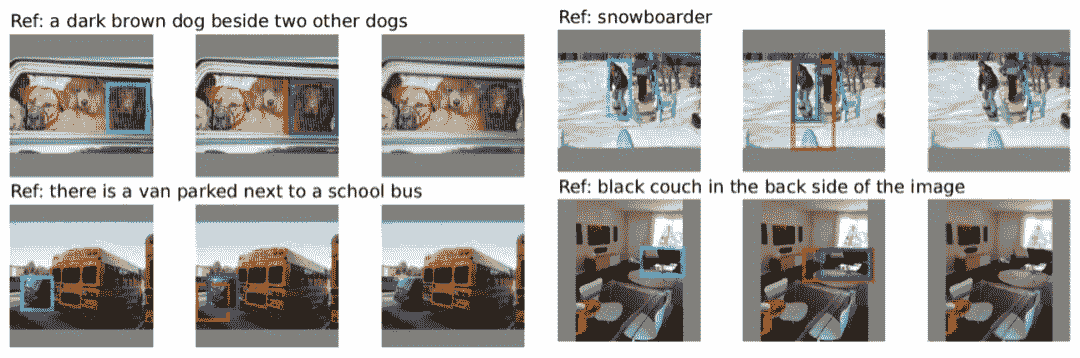 Ref: a dark brown dog beside two other dogs
Ref: snowboarder
Ref: there is a van parked next to a school bus
Ref: black couch in the back side of the image